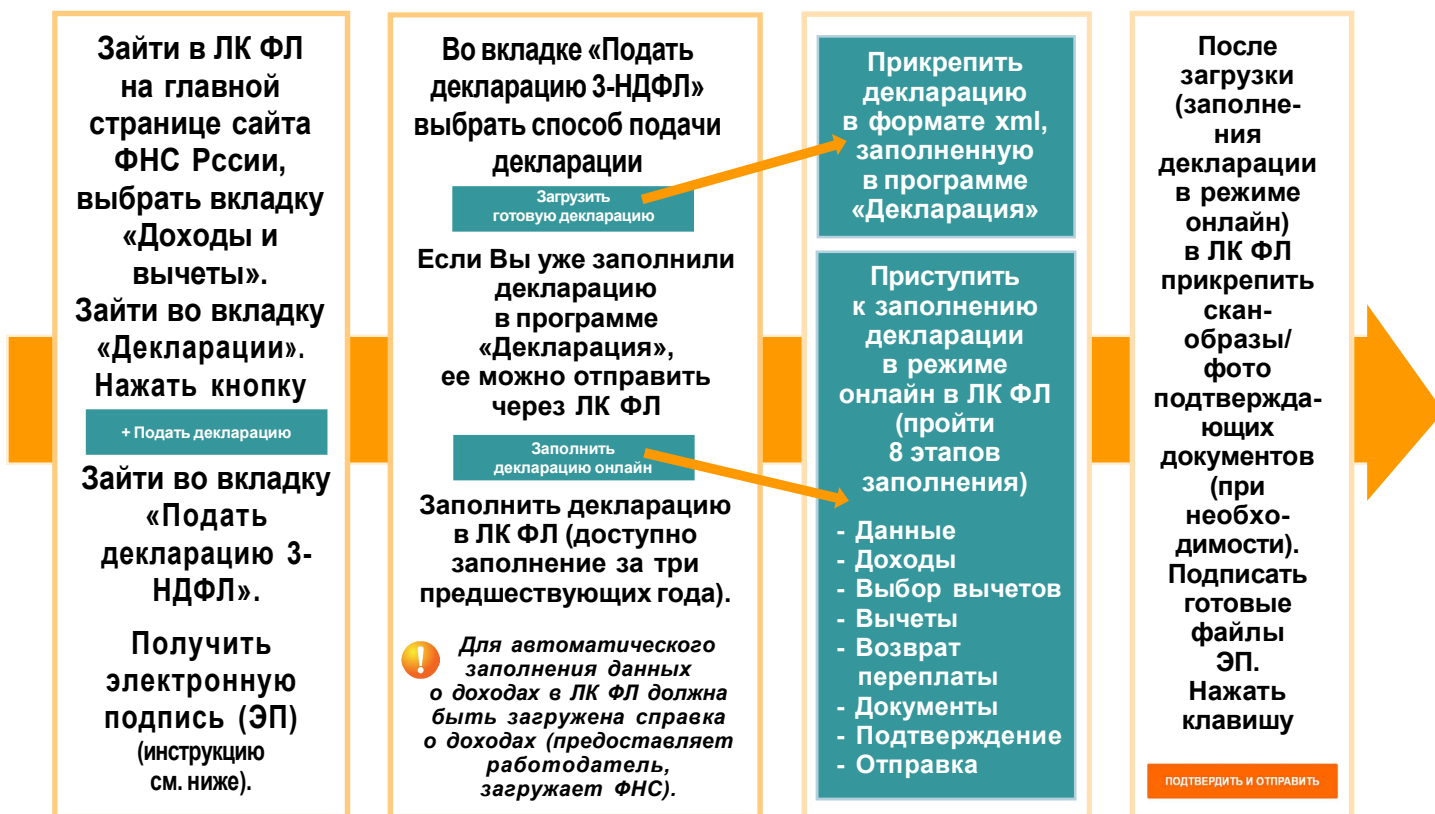 Зайти в ЛК ФЛ
на главной
странице сайта
ФНС Рссии,
выбрать вкладку
«Доходы и
вычеты».
Зайти во вкладку
«Декларации».
Нажать кнопку
+ Подать декларацию
Зайти во вкладку
«Подать
декларацию 3-
НДФЛ».
Получить
электронную
подпись (ЭП)
(инструкцию
см. ниже).
Во вкладке «Подать
декларацию 3-НДФЛ»
выбрать способ подачи
декларации
Загрузить
готовую декларацию
Если Вы уже заполнили
декларацию
в программе
«Декларация»,
ее можно отправить
через ЛК ФЛ
Заполнить
декларацию онлайн
Заполнить декларацию
в ЛК ФЛ (доступно
заполнение за три
предшествующих года).
! Для автоматического
заполнения данных
о доходах в ЛК ФЛ должна
быть загружена справка
о доходах (предоставляет
работодатель,
загружает ФНС).
Прикрепить
декларацию
в формате xml,
заполненную
в программе
«Декларация»
Приступить
к заполнению
декларации
в режиме
онлайн в ЛК ФЛ
(пройти
8 этапов
заполнения)
- Данные
- Доходы
- Выбор вычетов
- Вычеты
- Возврат
переплаты
- Документы
- Подтверждение
- Отправка
После
загрузки
(заполне-
ния
декларации
в режиме
онлайн)
в ЛК ФЛ
прикрепить
скан-
образы/
фото
подтвержда-
ющих
документов
(при
необхо-
димости).
Подписать
готовые
файлы
ЭП.
Нажать
клавишу
ПОДТВЕРДИТЬ И ОТПРАВИТЬ